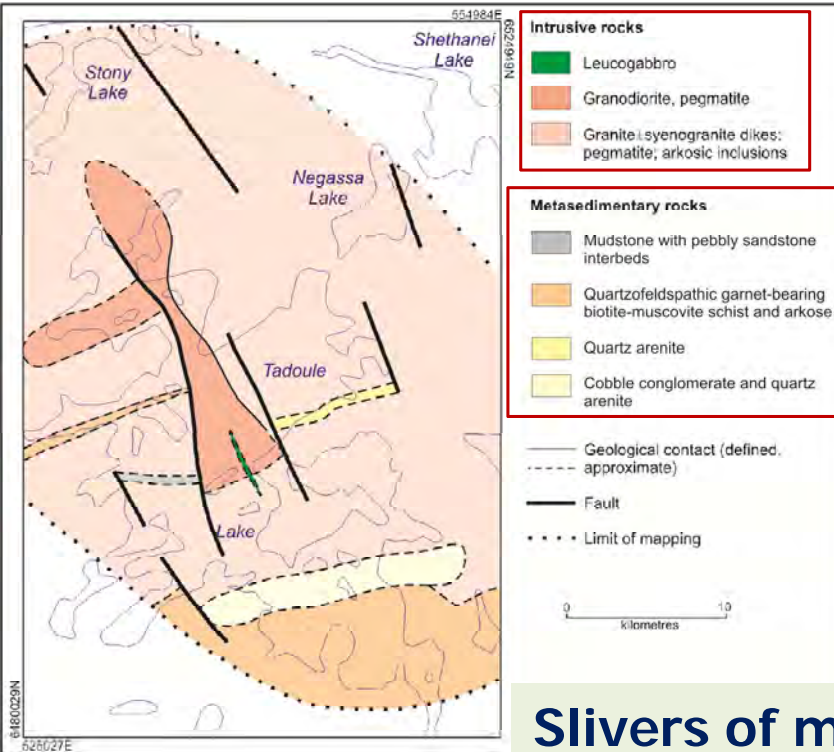 554984E
6524949N
Shethanei
Lake
Stony
Lake
Negassa
Lake
Tadoule
Lake
6480029N
526027E
Intrusive rocks
Leucogabbro
Granodiorite, pegmatite
Granite±syenogranite dikes;
pegmatite; arkosic inclusions
Metasedimentary rocks
Mudstone with pebbly sandstone
interbeds
Quartzofeldspathic garnet-bearing
biotite-muscovite schist and arkose
Quartz arenite
Cobble conglomerate and quartz
arenite
Geological contact (defined,
approximate)
Fault
Limit of mapping
0 10
kilometres
Slivers of m